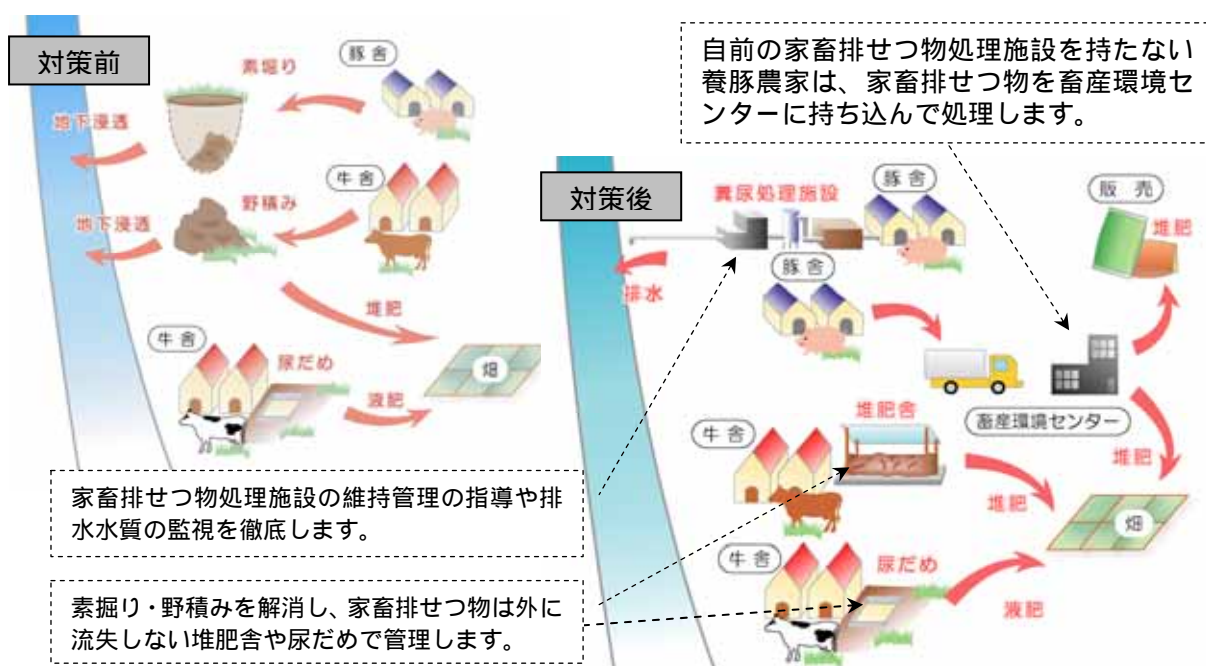 対策前
豚舎
素堀り
地下浸透
牛舎
野積み
地下浸透
堆肥
牛舎
尿だめ
液肥
畑
自前の家畜排せつ物処理施設を持たない
養豚農家は、家畜排せつ物を畜産環境セ
ンターに持ち込んで処理します。
対策後
糞尿処理施設
豚舎
排水
豚舎
販売
堆肥
畜産環境センター
堆肥舎
牛舎
堆肥
堆肥
畑
牛舎
尿だめ
液肥
家畜排せつ物処理施設の維持管理の指導や排
水水質の監視を徹底します。
素掘り・野積みを解消し、家畜排せつ物は外に
流失しない堆肥舎や尿だめで管理します。